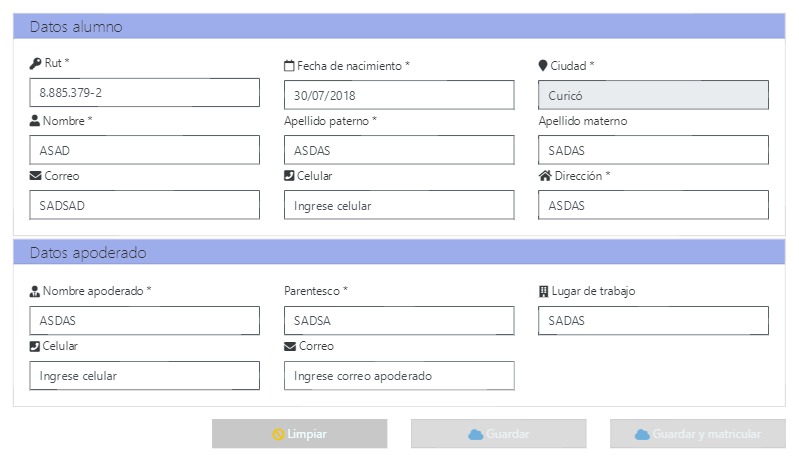 Datos alumno
Rut *
Fecha de nacimiento *
Ciudad *
8.885.379-2
30/07/2018
Curicó
Nombre *
Apellido paterno *
Apellido materno
ASAD
ASDAS
SADAS
Correo
Celular
Dirección *
SADSAD
Ingrese celular
ASDAS
Datos apoderado
Nombre apoderado *
Parentesco *
Lugar de trabajo
ASDAS
SADSA
SADAS
Celular
Correo
Ingrese celular
Ingrese correo apoderado
Limpiar
Guardar
Guardar y matricular